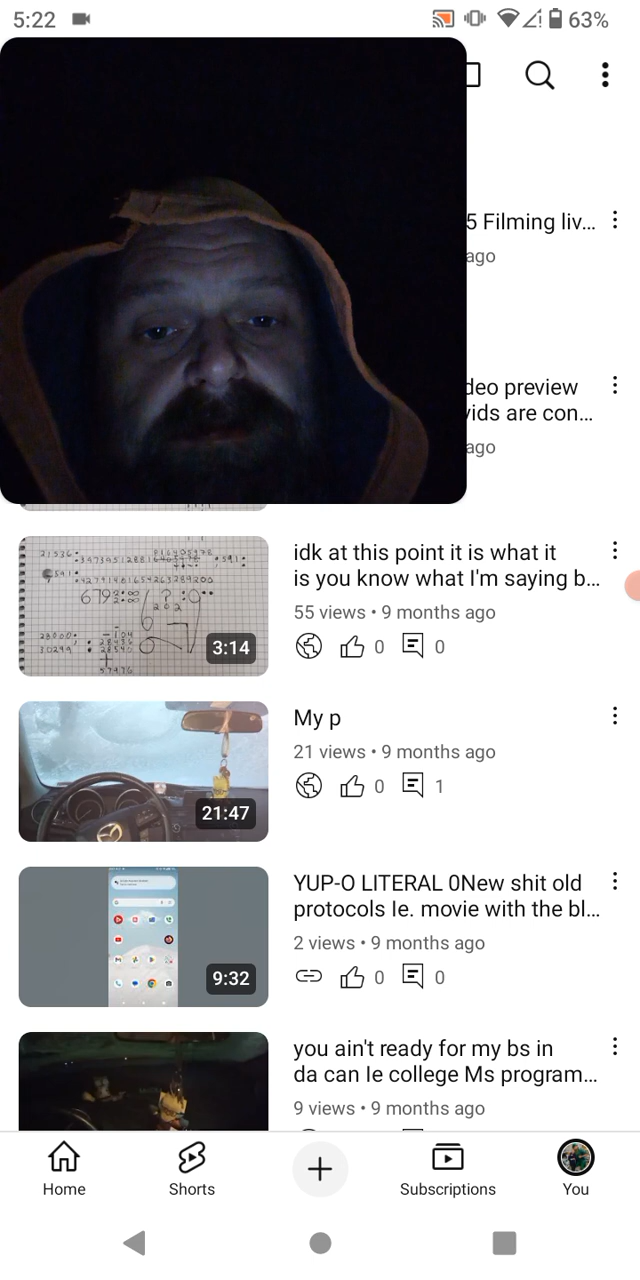 5:22
63%
5 Filming liv...
ago
deo preview
vids are con...
ago
idk at this point it is what it
is you know what I'm saying b...
55 views • 9 months ago
0
0
3:14
My p
21 views • 9 months ago
0
1
21:47
YUP-O LITERAL 0New shit old
protocols Ie. movie with the bl...
2 views • 9 months ago
0
0
9:32
you ain't ready for my bs in
da can Ie college Ms program...
9 views • 9 months ago
Home
Shorts
Subscriptions
You